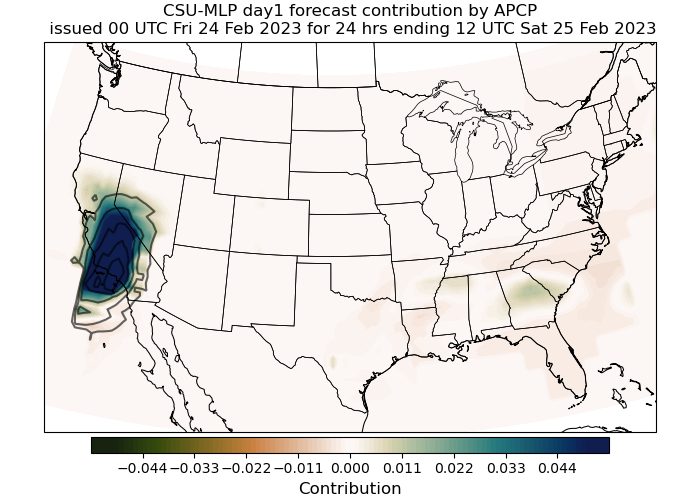 CSU-MLP day1 forecast contribution by APCP
issued 00 UTC Fri 24 Feb 2023 for 24 hrs ending 12 UTC Sat 25 Feb 2023
−0.044 −0.033 −0.022 −0.011 0.000 0.011 0.022 0.033 0.044
Contribution